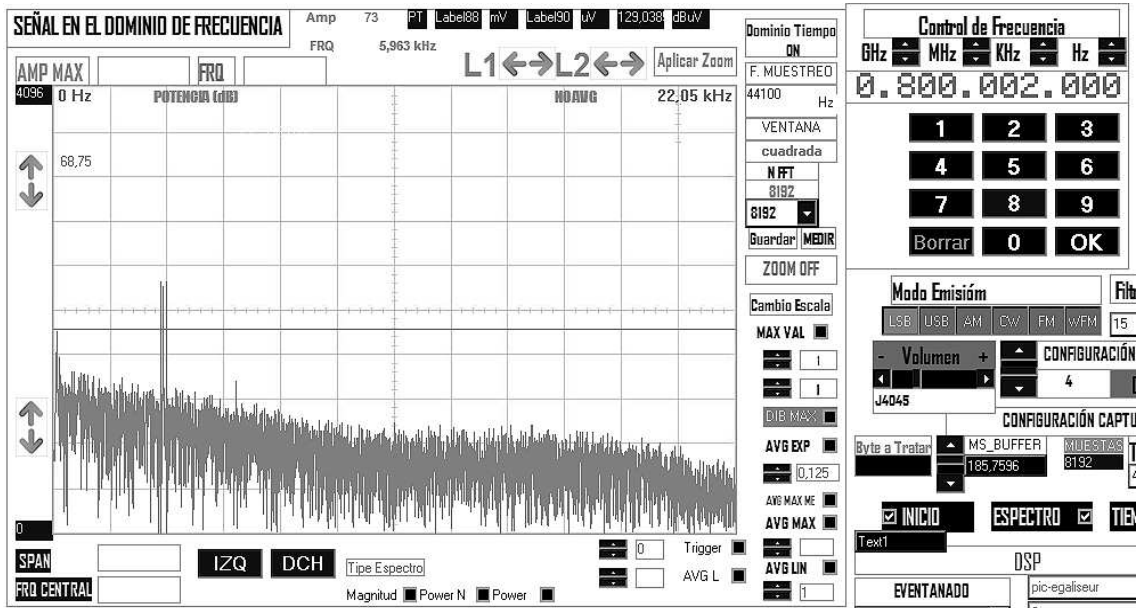 SEÑAL EN EL DOMINIO DE FRECUENCIA
Amp 73 PT Label88 mV Label90 uV 129,038 dBuV
FRQ 5,963 kHz
L1 L2 Aplicar Zoom
AMP MAX FRQ
4096 0 Hz POTENCIA (dB) NO AVG 22,05 kHz
68,75
0
SPAN
FRQ CENTRAL
IZQ DCH Tipe Espectro
Magnitud Power N Power
0 Trigger
AVG L
Dominio Tiempo
ON
F. MUESTREO
44100 Hz
VENTANA
cuadrada
N FFT
8192
8192
Guardar MEDIR
ZOOM OFF
Cambio Escala
MAX VAL
1
1
DIB MAX
AVG EXP
0,125
AVG MAX ME
AVG MAX
AVG LIN
1
Control de Frecuencia
GHz MHz KHz Hz
0.800.002.000
1 2 3
4 5 6
7 8 9
Borrar 0 OK
Modo Emisióm
LSB USB AM CW FM WFM
15
- Volumen +
J4045
CONFIGURACIÓN
4
CONFIGURACIÓN CAPTU
Byte a Tratar
MS_BUFFER
185,7596
MUESTAS
8192
INICIO ESPECTRO
Text1
DSP
EVENTANADO pic-egaliseur